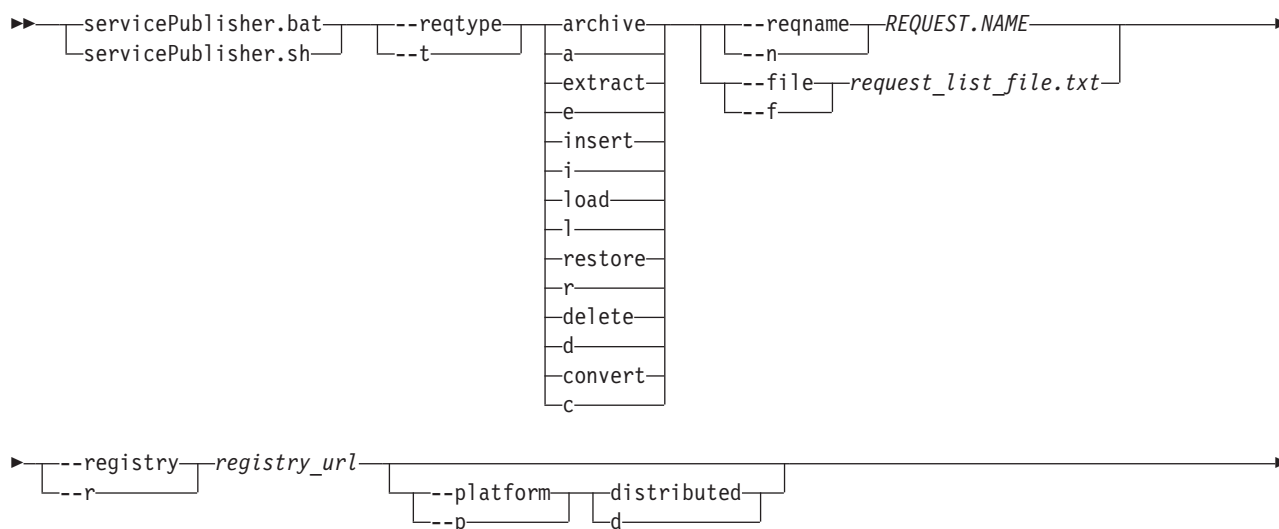 servicePublisher.bat --reqtype archive --reqname REQUEST.NAME
servicePublisher.sh --t a --n
extract --file request_list_file.txt
e --f
insert
i
load
l
restore
r
delete
d
convert
c
--registry registry_url --platform distributed
--r --p d